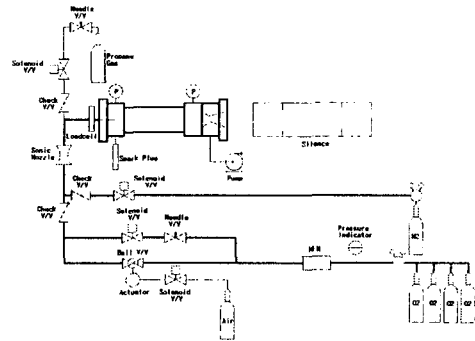 Needle
V/V
Solenoid
V/V
Propane
Gas
P
P
Check
V/V
Loadcell
Sonic
Nozzle
Spark Plug
Pump
Silence
Check
V/V
Solenoid
V/V
Check
V/V
Solenoid
V/V
Needle
V/V
N2
Pressure
Indicator
Ball V/V
MFM
Actuator
Solenoid
V/V
Air
O2
O2
O2
O2